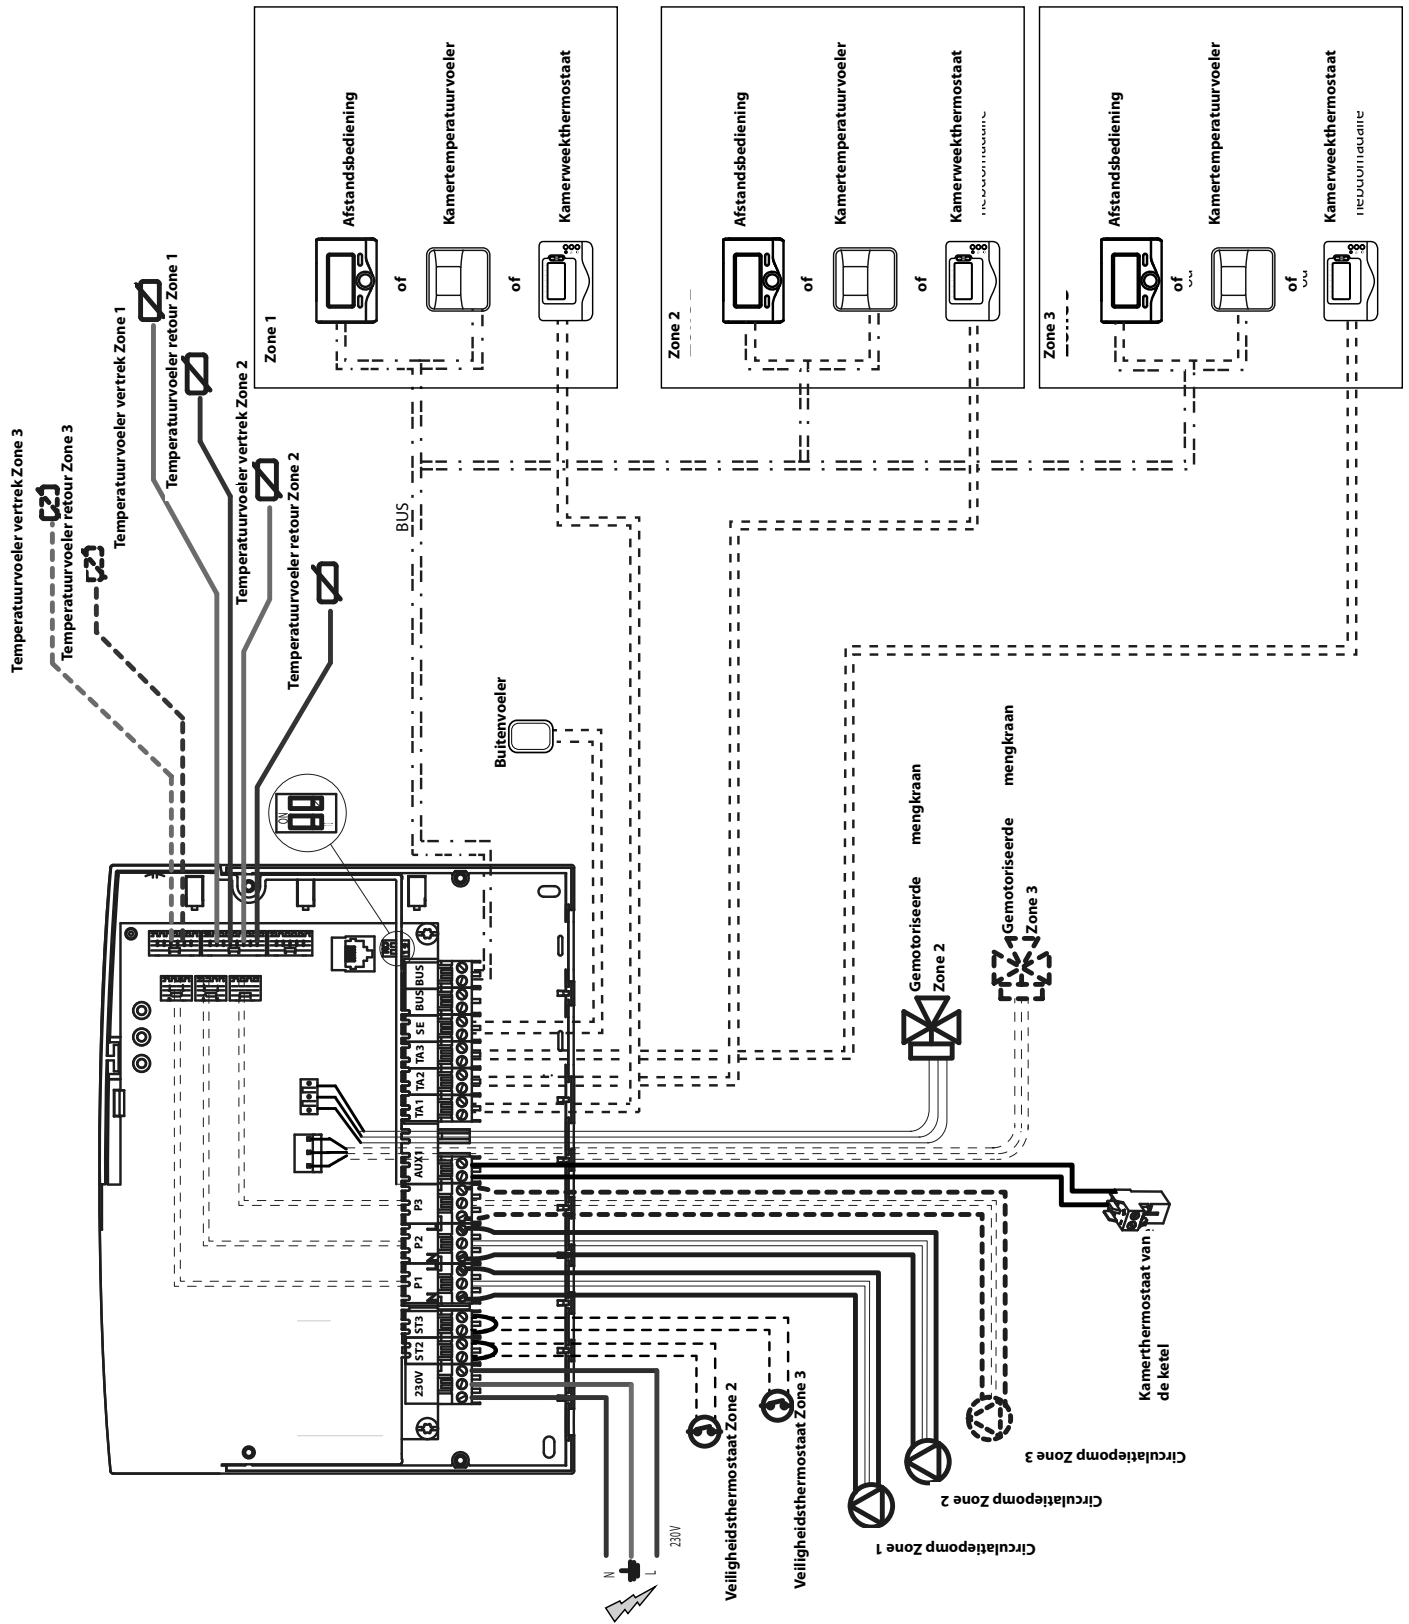 Temperatuurvoeler vertrek Zone 3
Temperatuurvoeler retour Zone 3
Temperatuurvoeler vertrek Zone 1
Temperatuurvoeler retour Zone 1
Temperatuurvoeler vertrek Zone 2
Temperatuurvoeler retour Zone 2
Zone 1
Afstandsbediening
of
Kamertemperatuurvoeler
of
Kamerweekthermostaat
Zone 2
Afstandsbediening
of
Kamertemperatuurvoeler
of
Kamerweekthermostaat
Zone 3
Afstandsbediening
of
Kamertemperatuurvoeler
of
Kamerweekthermostaat
BUS
Buitenvoeler
ON
BUS
BUS
SE
TA3
TA2
TA1
AUX1
P3
P2
P1
ST3
ST2
230V
N
L
N
Gemotoriseerde mengkraan
Zone 2
Gemotoriseerde mengkraan
Zone 3
Kamerthermostaat van
de ketel
Circulatiepomp Zone 3
Circulatiepomp Zone 2
Circulatiepomp Zone 1
Veiligheidsthermostaat Zone 2
Veiligheidsthermostaat Zone 3
N
L
230V